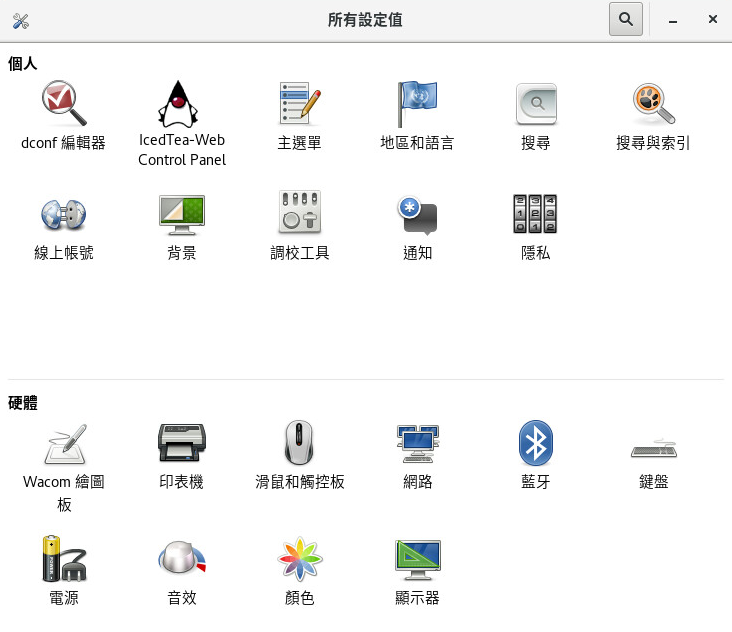 所有設定值
個人
dconf 編輯器
IcedTea-Web
Control Panel
主選單
地區和語言
搜尋
搜尋與索引
線上帳號
背景
調校工具
通知
隱私
硬體
Wacom 繪圖
板
印表機
滑鼠和觸控板
網路
藍牙
鍵盤
電源
音效
顏色
顯示器